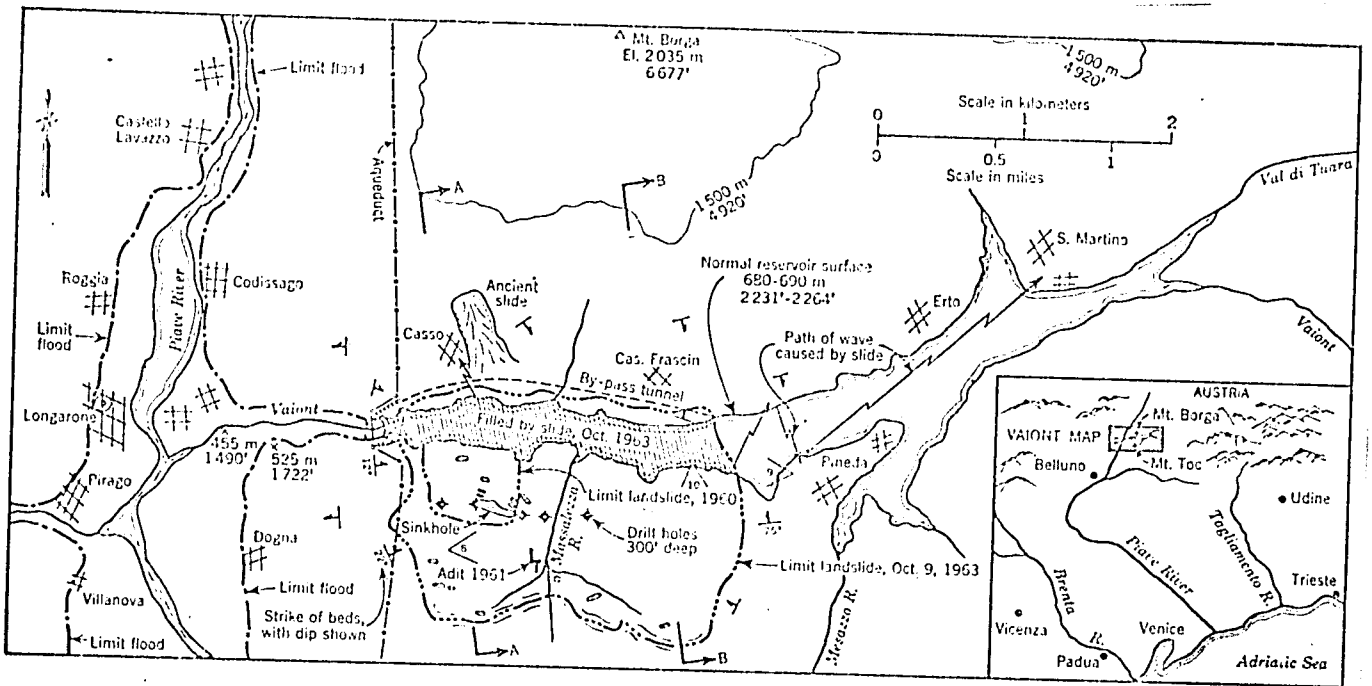 Limit flood
Mt. Borga
El. 2035 m
6677'
1500 m
4920'
Scale in kilometers
0 1 2
0 0.5 1
Scale in miles
Castello
Lavazzo
Aqueduct
A
B
1500 m
4920'
Val di Tuara
S. Martino
Roggia
Piave River
Codissago
Ancient
slide
Normal reservoir surface
680-690 m
2231'-2264'
Erto
Limit
flood
Casso
Cas. Frascin
Path of wave
caused by slide
Vaiont
By-pass tunnel
Longarone
Vaiont
Filled by slide, Oct. 1963
455 m
1490'
525 m
1722'
Pineda
Pirago
Limit landslide, 1960
Sinkhole
Massalezza
R.
Drill holes
300' deep
Dogna
Adit 1961
Limit landslide, Oct. 9, 1963
Villanova
Limit flood
Strike of beds,
with dip shown
Mesazzo R.
Limit flood
A
B
AUSTRIA
Mt. Borga
VAIONT MAP
Belluno
Mt. Toc
Udine
Piave River
Tagliamento R.
Trieste
Brenta
R.
Vicenza
Venice
Padua
Adriatic Sea